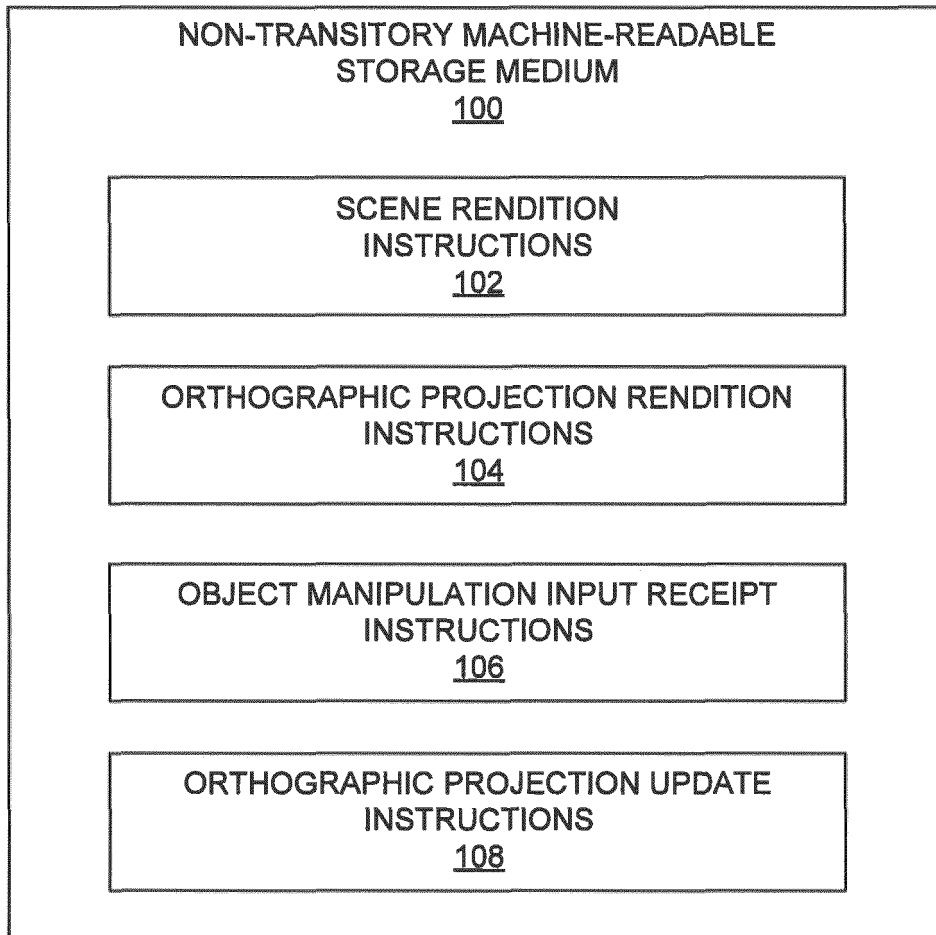 NON-TRANSITORY MACHINE-READABLE
STORAGE MEDIUM
100
SCENE RENDITION
INSTRUCTIONS
102
ORTHOGRAPHIC PROJECTION RENDITION
INSTRUCTIONS
104
OBJECT MANIPULATION INPUT RECEIPT
INSTRUCTIONS
106
ORTHOGRAPHIC PROJECTION UPDATE
INSTRUCTIONS
108